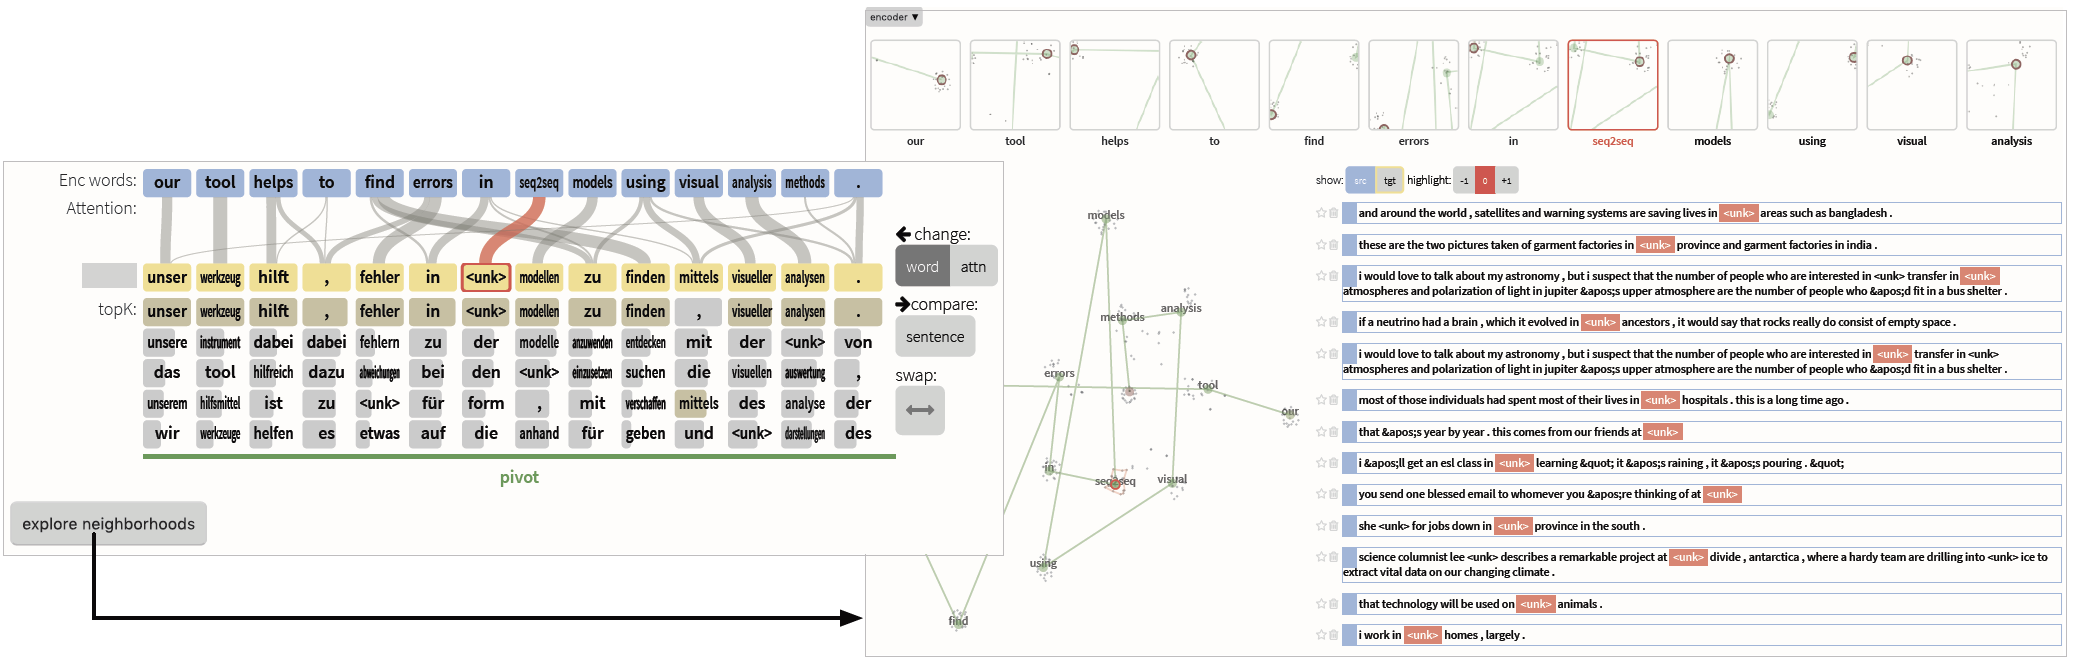 Enc words: our tool helps to find errors in seq2seq models using visual analysis methods .
Attention:
unser werkzeug hilft , fehler in <unk> modellen zu finden mittels visueller analysen .
topK: unser werkzeug hilft , fehler in <unk> modellen zu finden , visueller analysen .
unsere instrument dabei dabei fehlern zu der modelle anzuwenden entdecken mit der <unk> von
das tool hilfreich dazu abweichungen bei den <unk> einzusetzen suchen die visuellen auswertung ,
unserem hilfsmittel ist zu <unk> für form , mit verschaffen mittels des analyse der
wir werkzeuge helfen es etwas auf die anhand für geben und <unk> darstellungen des
pivot
explore neighborhoods
change:
word attn
compare:
sentence
swap:
encoder ▼
our tool helps to find errors in seq2seq models using visual analysis
models
analysis
methods
errors
tool
our
in
seq2seq
visual
using
find
show: src tgt highlight: -1 0 +1
and around the world , satellites and warning systems are saving lives in <unk> areas such as bangladesh .
these are the two pictures taken of garment factories in <unk> province and garment factories in india .
i would love to talk about my astronomy , but i suspect that the number of people who are interested in <unk> transfer in <unk>
atmospheres and polarization of light in jupiter &apos;s upper atmosphere are the number of people who &apos;d fit in a bus shelter .
if a neutrino had a brain , which it evolved in <unk> ancestors , it would say that rocks really do consist of empty space .
i would love to talk about my astronomy , but i suspect that the number of people who are interested in <unk> transfer in <unk>
atmospheres and polarization of light in jupiter &apos;s upper atmosphere are the number of people who &apos;d fit in a bus shelter .
most of those individuals had spent most of their lives in <unk> hospitals . this is a long time ago .
that &apos;s year by year . this comes from our friends at <unk>
i &apos;ll get an esl class in <unk> learning &quot; it &apos;s raining , it &apos;s pouring . &quot;
you send one blessed email to whomever you &apos;re thinking of at <unk>
she <unk> for jobs down in <unk> province in the south .
science columnist lee <unk> describes a remarkable project at <unk> divide , antarctica , where a hardy team are drilling into <unk> ice to
extract vital data on our changing climate .
that technology will be used on <unk> animals .
i work in <unk> homes , largely .